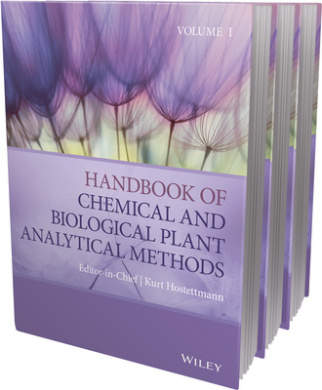 VOLUME 1
HANDBOOK OF
CHEMICAL AND
BIOLOGICAL PLANT
ANALYTICAL METHODS
Editor-in-Chief | Kurt Hostettmann
WILEY